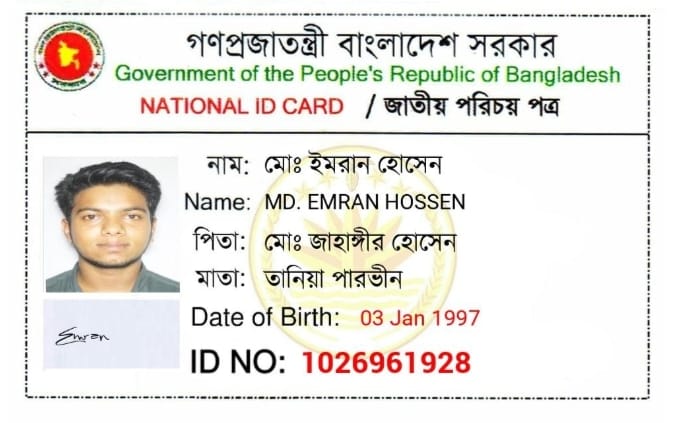 গণপ্রজাতন্ত্রী বাংলাদেশ সরকার
Government of the People's Republic of Bangladesh
NATIONAL ID CARD / জাতীয় পরিচয় পত্র
নাম: মোঃ ইমরান হোসেন
Name: MD. EMRAN HOSSEN
পিতা: মোঃ জাহাঙ্গীর হোসেন
মাতা: তানিয়া পারভীন
Date of Birth: 03 Jan 1997
Emran
ID NO: 1026961928